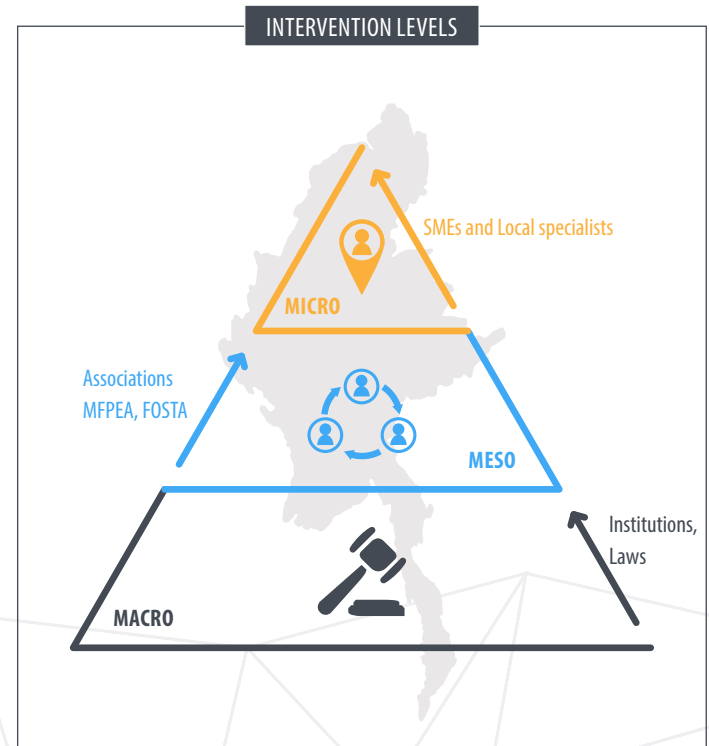 INTERVENTION LEVELS
SMEs and Local specialists
MICRO
Associations
MFPEA, FOSTA
MESO
Institutions,
Laws
MACRO